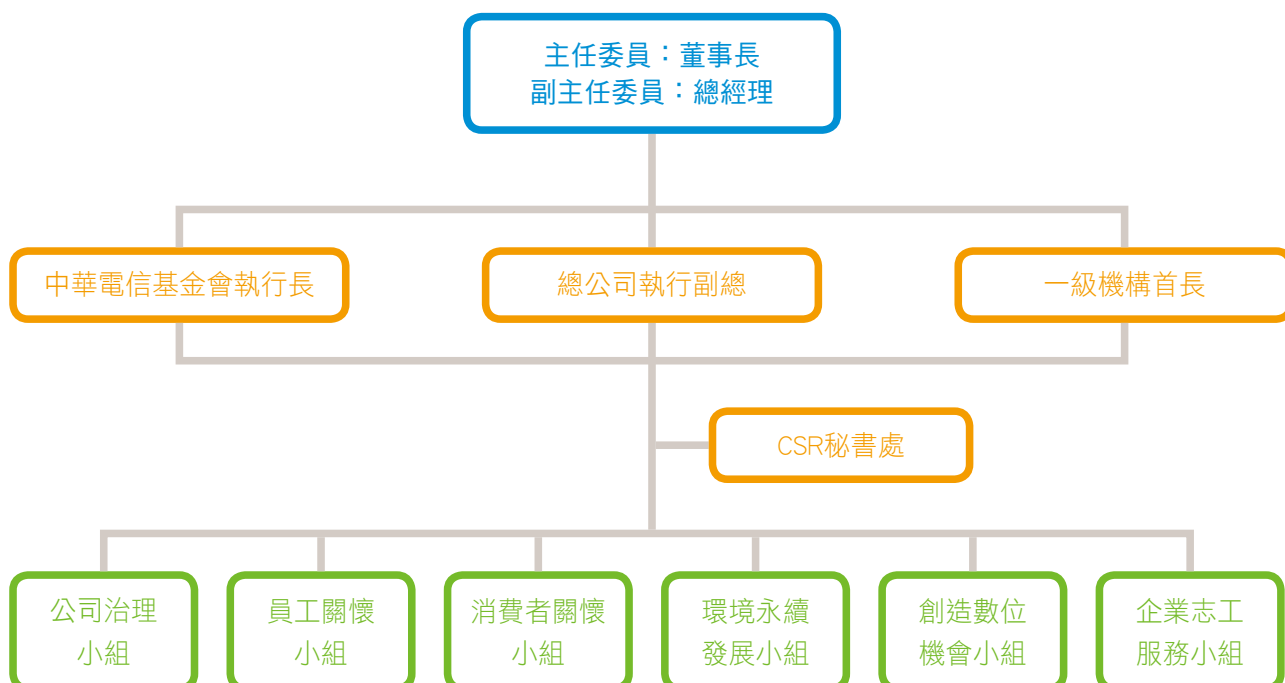 主任委員：董事長
副主任委員：總經理
中華電信基金會執行長
總公司執行副總
一級機構首長
CSR秘書處
公司治理
小組
員工關懷
小組
消費者關懷
小組
環境永續
發展小組
創造數位
機會小組
企業志工
服務小組